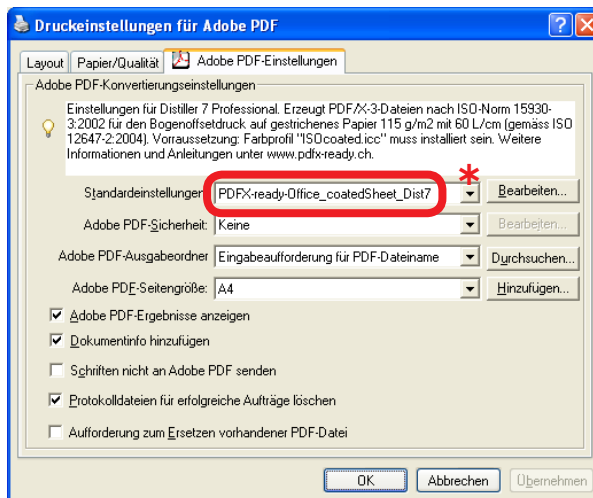 Druckeinstellungen für Adobe PDF
Layout Papier/Qualität Adobe PDF-Einstellungen
Adobe PDF-Konvertierungseinstellungen
Einstellungen für Distiller 7 Professional. Erzeugt PDF/X-3-Dateien nach ISO-Norm 15930-
3:2002 für den Bogenoffsetdruck auf gestrichenes Papier 115 g/m2 mit 60 L/cm (gemäss ISO
12647-2:2004). Vorraussetzung: Farbprofil "ISOcoated.icc" muss installiert sein. Weitere
Informationen und Anleitungen unter www.pdfx-ready.ch.
Standardeinstellungen PDFX-ready-Office_coatedSheet_Dist7 * Bearbeiten...
Adobe PDF-Sicherheit: Keine Bearbeiten...
Adobe PDF-Ausgabeordner Eingabeaufforderung für PDF-Dateiname Durchsuchen...
Adobe PDF-Seitengröße: A4 Hinzufügen...
Adobe PDF-Ergebnisse anzeigen
Dokumentinfo hinzufügen
Schriften nicht an Adobe PDF senden
Protokolldateien für erfolgreiche Aufträge löschen
Aufforderung zum Ersetzen vorhandener PDF-Datei
OK Abbrechen Übernehmen